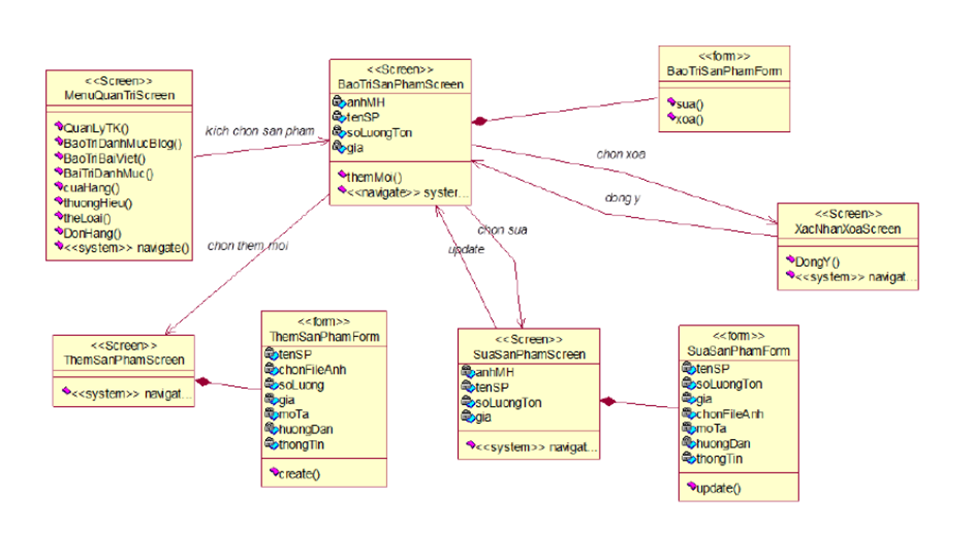 <<Screen>>
MenuQuanTriScreen
QuanLyTK()
BaoTriDanhMucBlog()
BaoTriBaiViet()
BaiTriDanhMuc()
cuaHang()
thuongHieu()
theLoai()
DonHang()
<<system>> navigate()
kich chon san pham
<<Screen>>
BaoTriSanPhamScreen
anhMH
tenSP
soLuongTon
gia
themMoi()
<<navigate>> system...
<<form>>
BaoTriSanPhamForm
sua()
xoa()
chon xoa
dong y
<<Screen>>
XacNhanXoaScreen
DongY()
<<system>> navigat...
chon them moi
chon sua
update
<<Screen>>
ThemSanPhamScreen
<<system>> navigat...
<<form>>
ThemSanPhamForm
tenSP
chonFileAnh
soLuong
gia
moTa
huongDan
thongTin
create()
<<Screen>>
SuaSanPhamScreen
anhMH
tenSP
soLuongTon
gia
<<system>> navigat...
<<form>>
SuaSanPhamForm
tenSP
soLuongTon
gia
chonFileAnh
moTa
huongDan
thongTin
update()